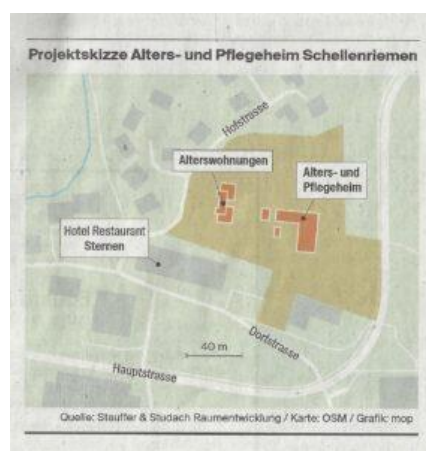 Projektskizze Alters- und Pflegeheim Schellenriemen
Hofstrasse
Alterswohnungen
Alters- und
Pflegeheim
Hotel Restaurant
Sternen
40 m
Dorfstrasse
Hauptstrasse
Quelle: Stauffer & Studach Raumentwicklung / Karte: OSM / Grafik: mop